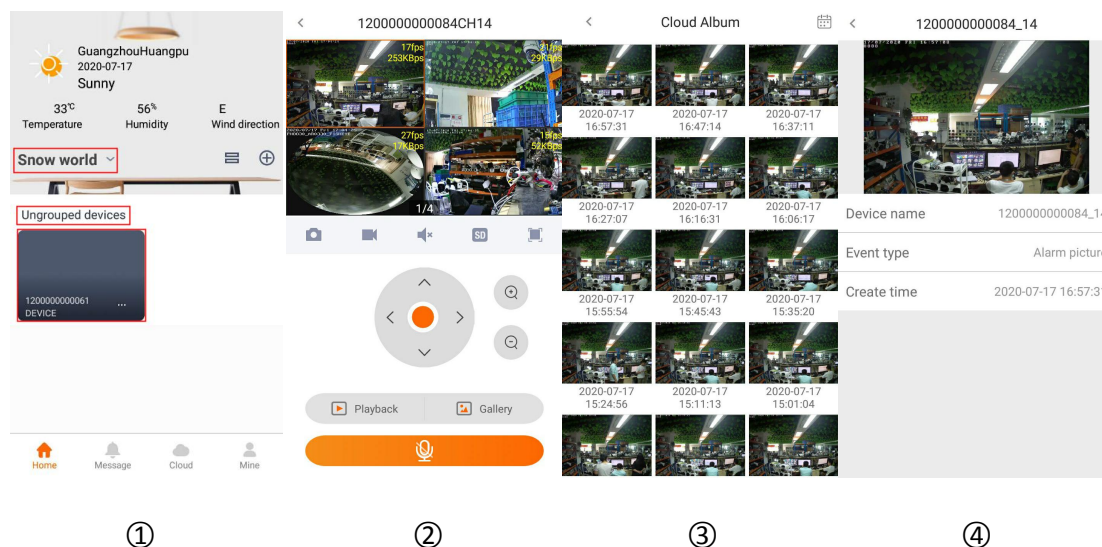 GuangzhouHuangpu
2020-07-17
Sunny
33℃ 56% E
Temperature Humidity Wind direction
Snow world
Ungrouped devices
1200000000061 ...
DEVICE
Home Message Cloud Mine
①
1200000000084CH14
17fps
253KBps
29KBps
27fps
17KBps
52KBps
1/4
SD
Playback Gallery
②
Cloud Album
2020-07-17 2020-07-17 2020-07-17
16:57:31 16:47:14 16:37:11
2020-07-17 2020-07-17 2020-07-17
16:27:07 16:16:31 16:06:17
2020-07-17 2020-07-17 2020-07-17
15:55:54 15:45:43 15:35:20
2020-07-17 2020-07-17 2020-07-17
15:24:56 15:11:13 15:01:04
③
1200000000084_14
Device name 1200000000084_14
Event type Alarm picture
Create time 2020-07-17 16:57:31
④